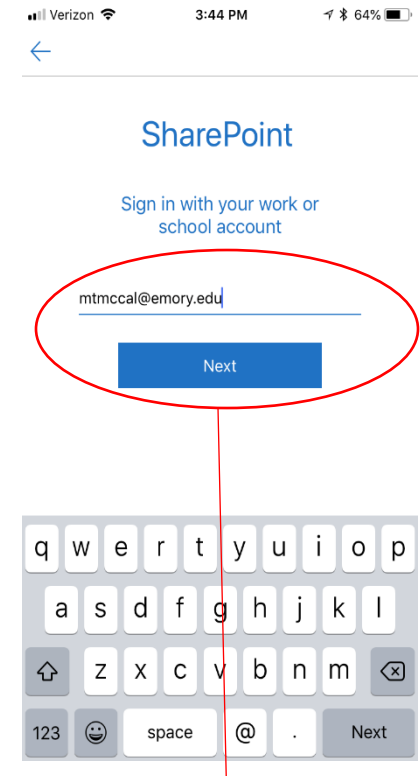 Verizon 3:44 PM 64%
SharePoint
Sign in with your work or
school account
mtmccal@emory.edu
Next
q w e r t y u i o p
a s d f g h j k l
z x c v b n m
123 space @ . Next